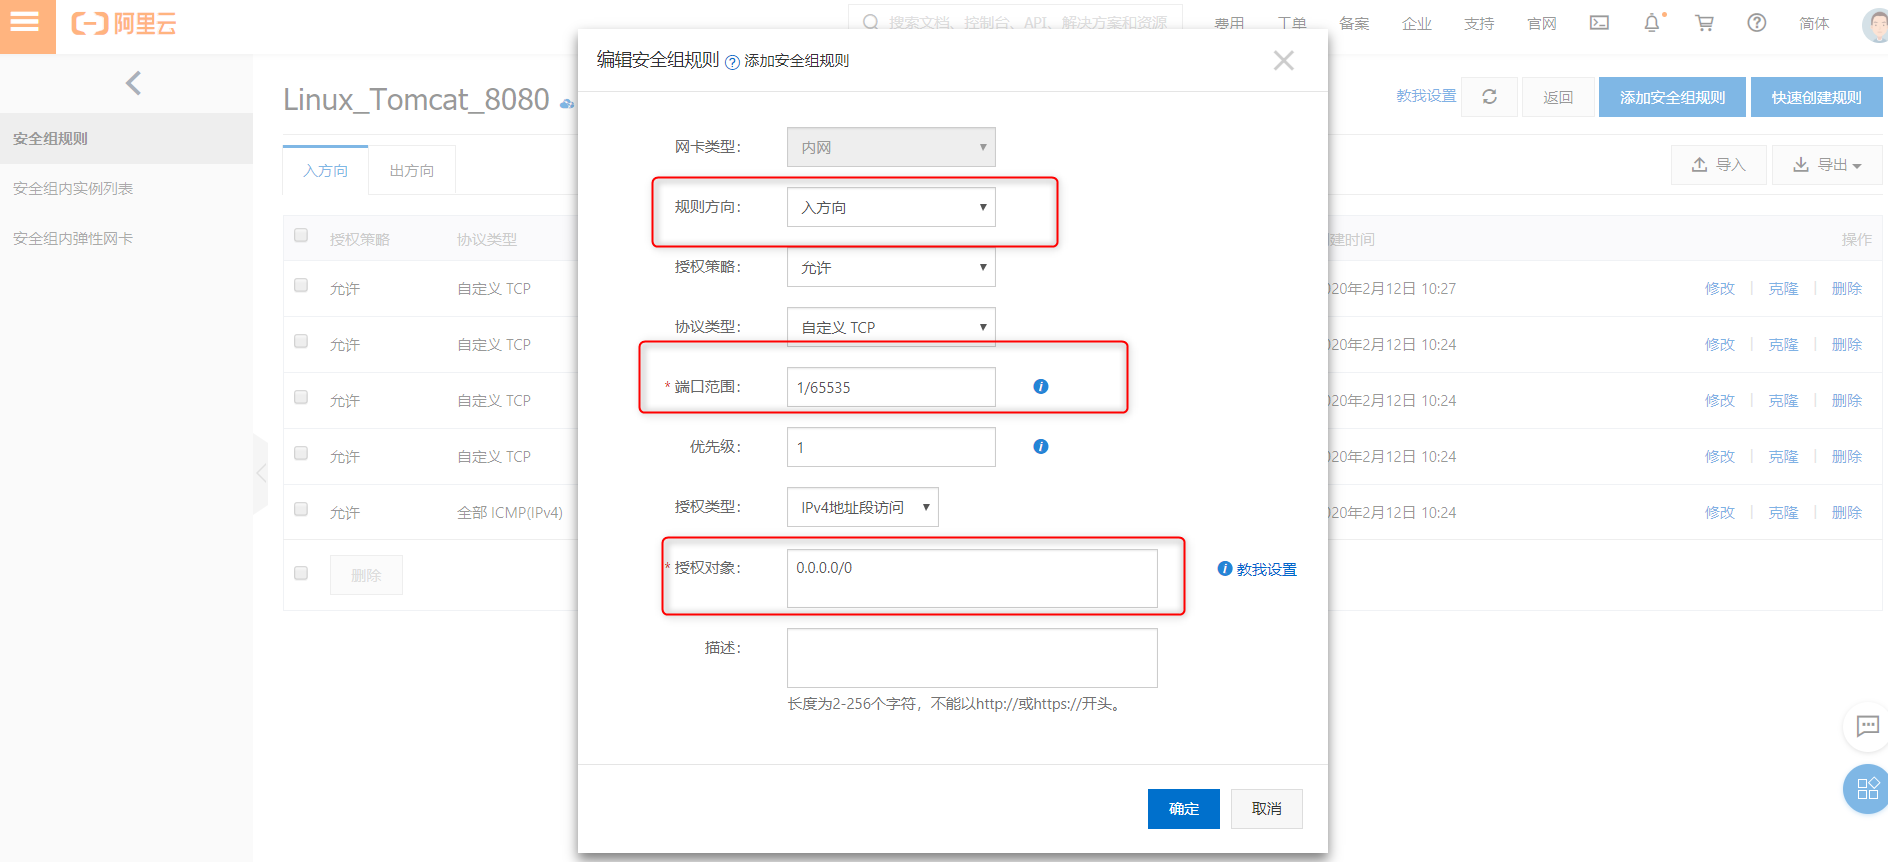 阿里云
搜索文档、控制台、API、解决方案和资源
费用 工单 备案 企业 支持 官网 简体
编辑安全组规则 ? 添加安全组规则
Linux_Tomcat_8080
教我设置 返回 添加安全组规则 快速创建规则
安全组规则
安全组内实例列表
安全组内弹性网卡
入方向 出方向
导入 导出
授权策略 协议类型 建时间 操作
允许 自定义 TCP 020年2月12日 10:27 修改 克隆 删除
允许 自定义 TCP 020年2月12日 10:24 修改 克隆 删除
允许 自定义 TCP 020年2月12日 10:24 修改 克隆 删除
允许 自定义 TCP 020年2月12日 10:24 修改 克隆 删除
允许 全部 ICMP(IPv4) 020年2月12日 10:24 修改 克隆 删除
删除
网卡类型： 内网
规则方向： 入方向
授权策略： 允许
协议类型： 自定义 TCP
* 端口范围： 1/65535
优先级： 1
授权类型： IPv4地址段访问
* 授权对象： 0.0.0.0/0 教我设置
描述：
长度为2-256个字符，不能以http://或https://开头。
确定 取消